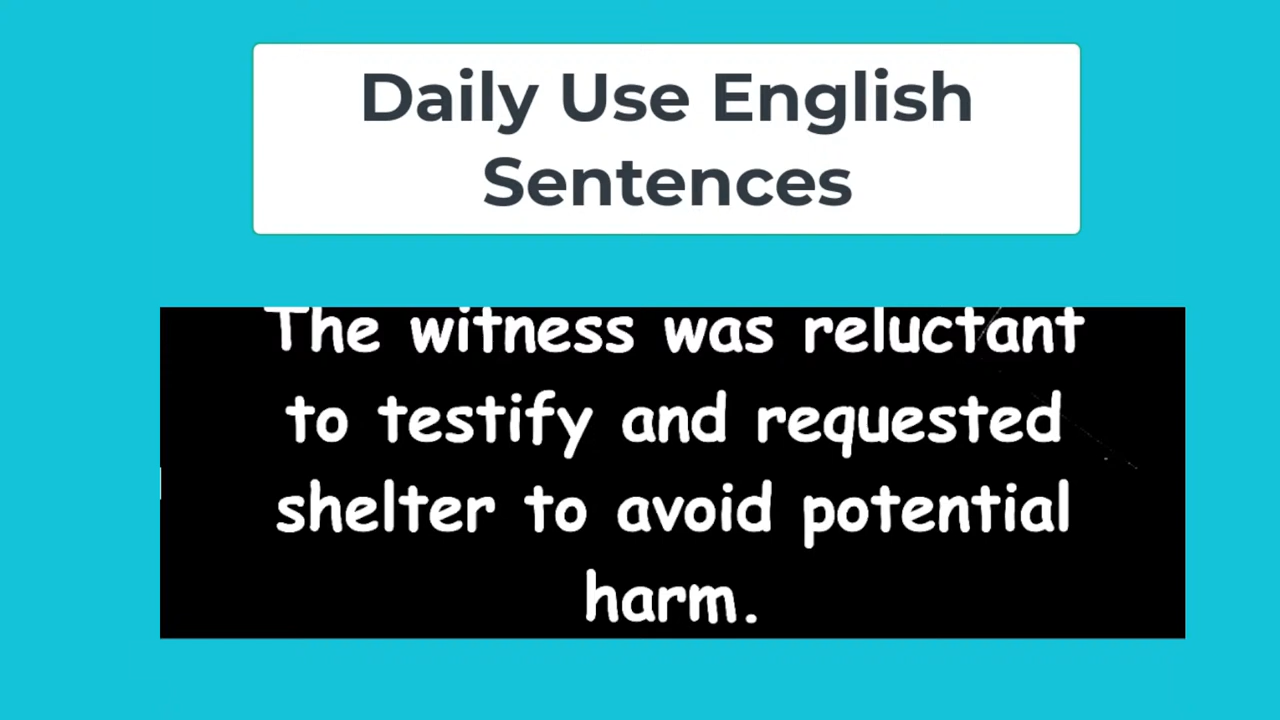 Daily Use English
Sentences
The witness was reluctant
to testify and requested
shelter to avoid potential
harm.